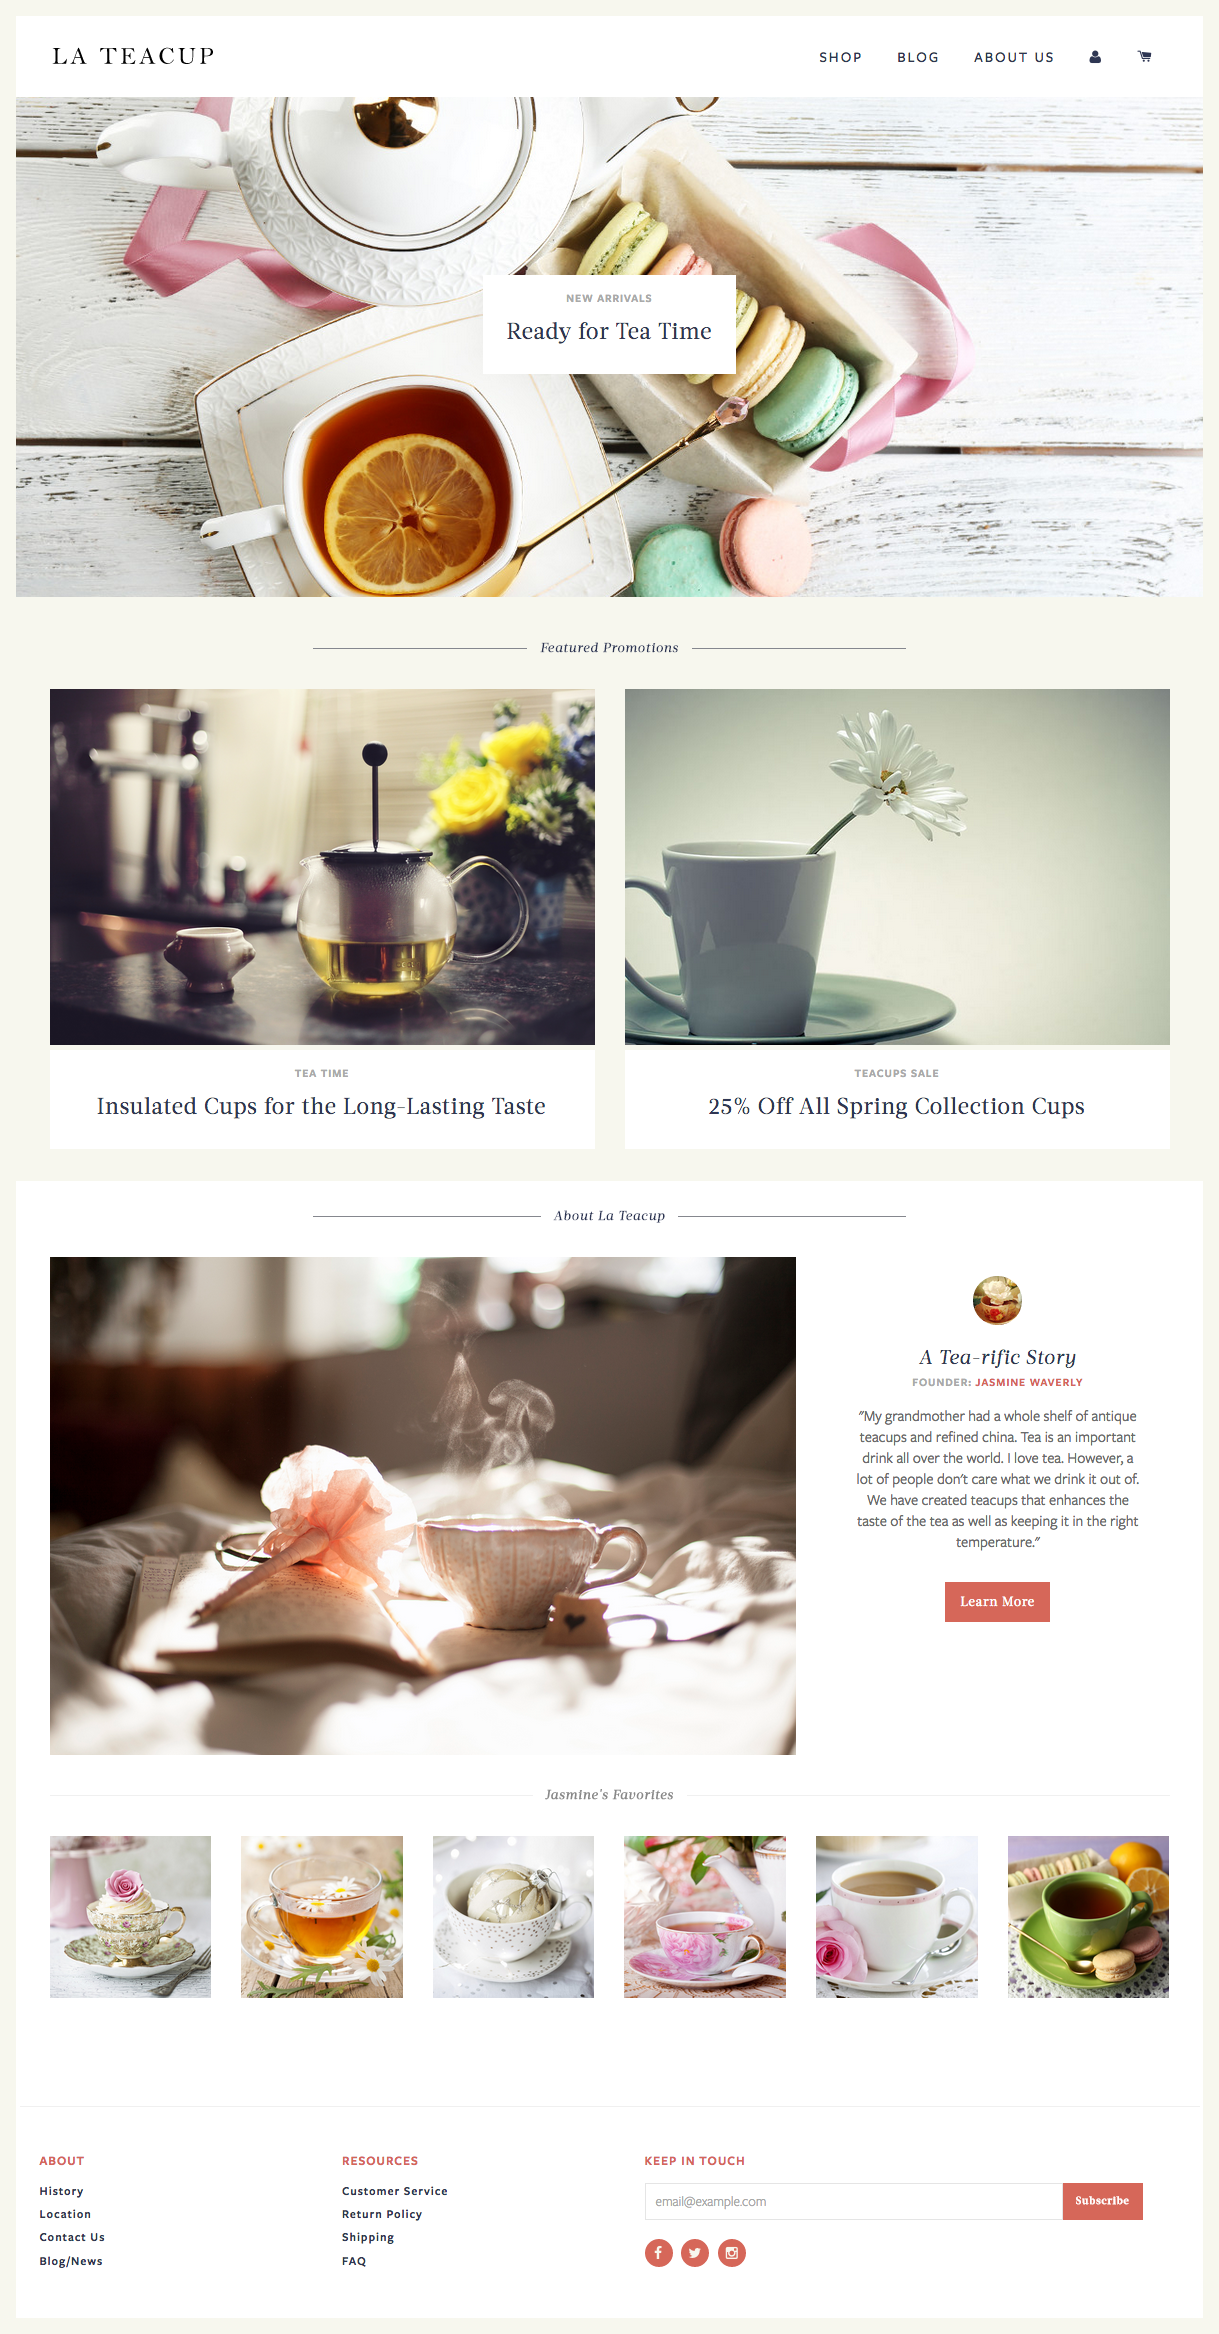 LA TEACUP
SHOP BLOG ABOUT US
NEW ARRIVALS
Ready for Tea Time
Featured Promotions
TEA TIME
Insulated Cups for the Long-Lasting Taste
TEACUPS SALE
25% Off All Spring Collection Cups
About La Teacup
A Tea-rific Story
FOUNDER: JASMINE WAVERLY
"My grandmother had a whole shelf of antique
teacups and refined china. Tea is an important
drink all over the world. I love tea. However, a
lot of people don't care what we drink it out of.
We have created teacups that enhances the
taste of the tea as well as keeping it in the right
temperature."
Learn More
Jasmine's Favorites
ABOUT
History
Location
Contact Us
Blog/News
RESOURCES
Customer Service
Return Policy
Shipping
FAQ
KEEP IN TOUCH
email@example.com
Subscribe